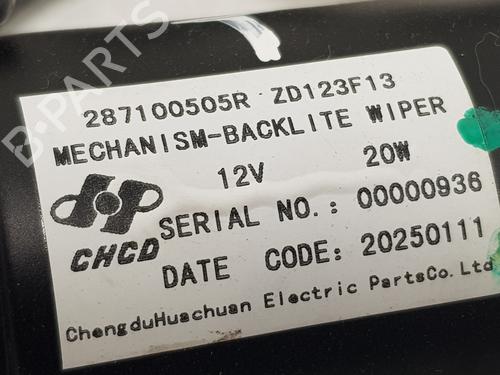 B-PARTS
287100505R ZD123F13
MECHANISM-BACKLITE WIPER
12V 20W
CHCD
SERIAL NO.: 00000936
DATE CODE: 20250111
ChengduHuachuan Electric PartsCo.Ltd